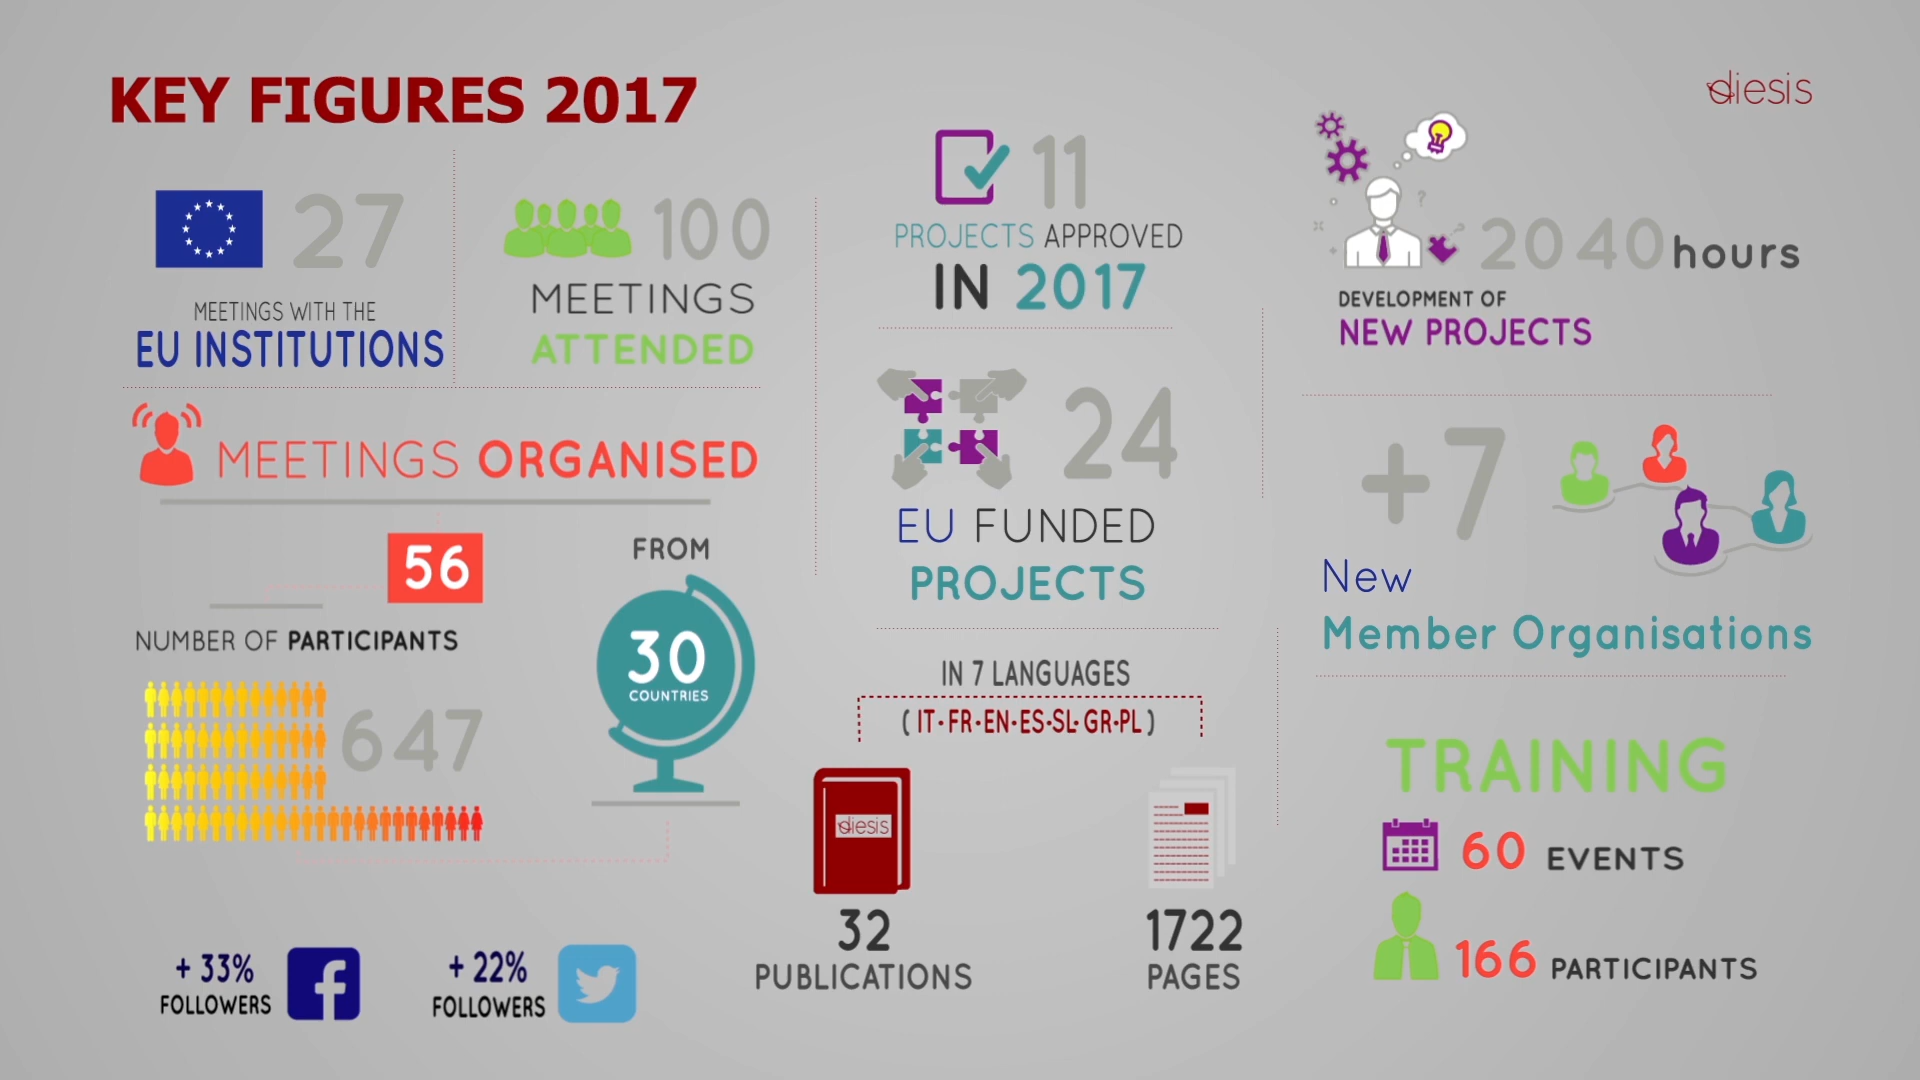 KEY FIGURES 2017
diesis
27
MEETINGS WITH THE
EU INSTITUTIONS
100
MEETINGS
ATTENDED
MEETINGS ORGANISED
56
NUMBER OF PARTICIPANTS
647
FROM
30
COUNTRIES
+ 33%
FOLLOWERS
+ 22%
FOLLOWERS
11
PROJECTS APPROVED
IN 2017
24
EU FUNDED
PROJECTS
IN 7 LANGUAGES
( IT • FR • EN • ES • SL • GR • PL )
diesis
32
PUBLICATIONS
1722
PAGES
2040 hours
DEVELOPMENT OF
NEW PROJECTS
+7
New
Member Organisations
TRAINING
60 EVENTS
166 PARTICIPANTS